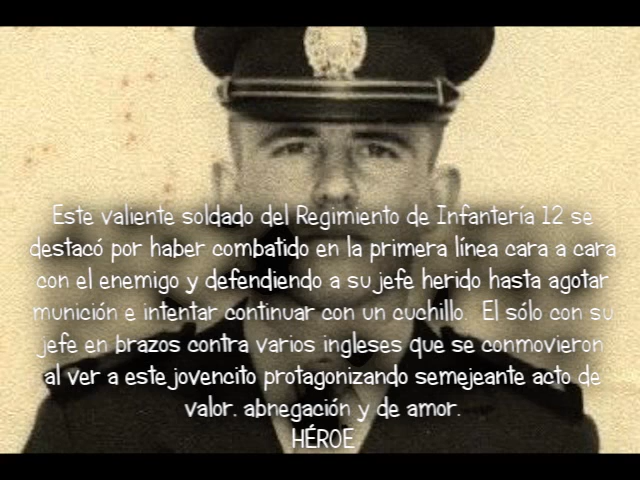 Este valiente soldado del Regimiento de Infantería 12 se
destacó por haber combatido en la primera línea cara a cara
con el enemigo y defendiendo a su jefe herido hasta agotar
munición e intentar continuar con un cuchillo. El sólo con su
jefe en brazos contra varios ingleses que se conmovieron
al ver a este jovencito protagonizando semejeante acto de
valor. abnegación y de amor.
HÉROE